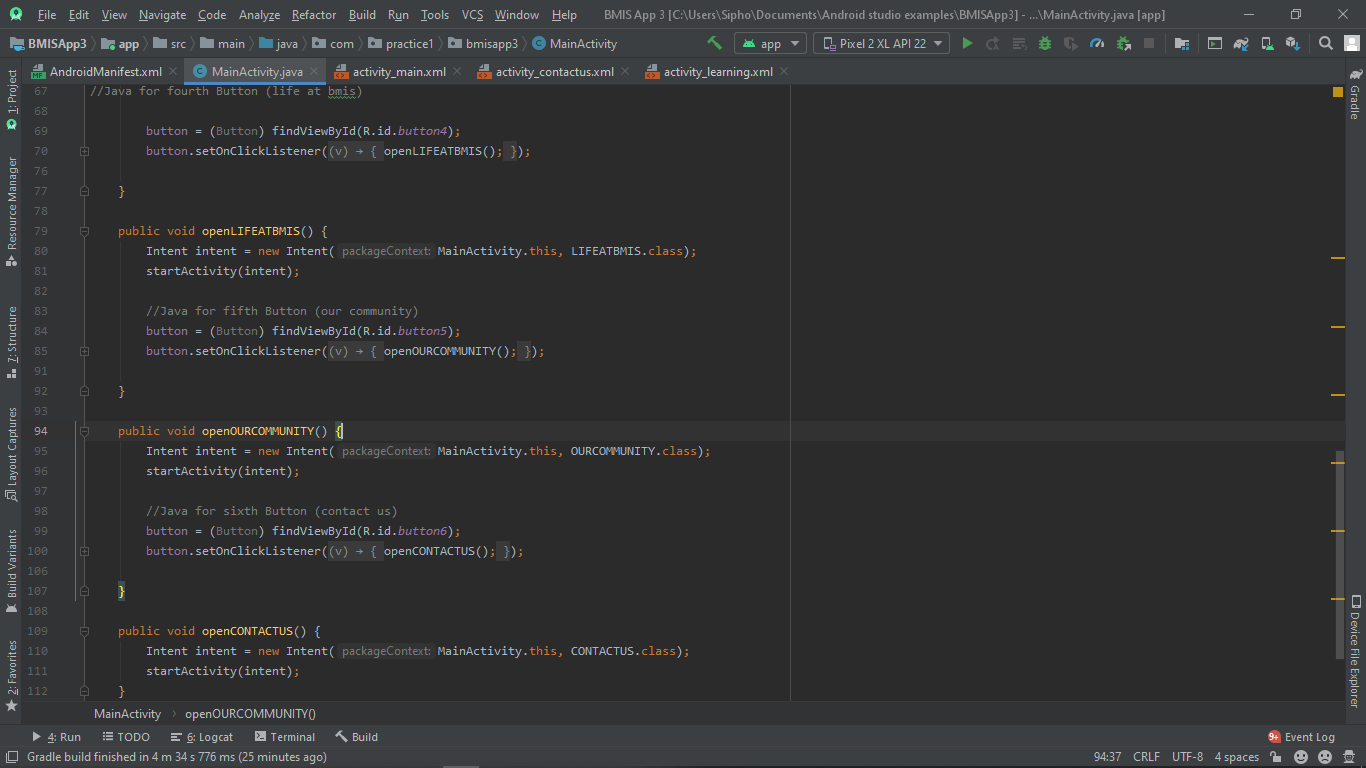 File Edit View Navigate Code Analyze Refactor Build Run Tools VCS Window Help BMIS App 3 [C:\Users\Sipho\Documents\Android studio examples\BMISApp3] - ...\MainActivity.java [app]
BMISApp3 app src main java com practice1 bmisapp3 MainActivity app Pixel 2 XL API 22
AndroidManifest.xml MainActivity.java activity_main.xml activity_contactus.xml activity_learning.xml
67 //Java for fourth Button (life at bmis)
68
69 button = (Button) findViewById(R.id.button4);
70 button.setOnClickListener((v) → { openLIFEATBMIS(); });
76
77 }
78
79 public void openLIFEATBMIS() {
80 Intent intent = new Intent( packageContext: MainActivity.this, LIFEATBMIS.class);
81 startActivity(intent);
82
83 //Java for fifth Button (our community)
84 button = (Button) findViewById(R.id.button5);
85 button.setOnClickListener((v) → { openOURCOMMUNITY(); });
91
92 }
93
94 public void openOURCOMMUNITY() {
95 Intent intent = new Intent( packageContext: MainActivity.this, OURCOMMUNITY.class);
96 startActivity(intent);
97
98 //Java for sixth Button (contact us)
99 button = (Button) findViewById(R.id.button6);
100 button.setOnClickListener((v) → { openCONTACTUS(); });
106
107 }
108
109 public void openCONTACTUS() {
110 Intent intent = new Intent( packageContext: MainActivity.this, CONTACTUS.class);
111 startActivity(intent);
112 }
1: Project
Resource Manager
7: Structure
Layout Captures
Build Variants
2: Favorites
Gradle
Device File Explorer
MainActivity openOURCOMMUNITY()
4: Run TODO 6: Logcat Terminal Build 9+ Event Log
Gradle build finished in 4 m 34 s 776 ms (25 minutes ago) 94:37 CRLF UTF-8 4 spaces